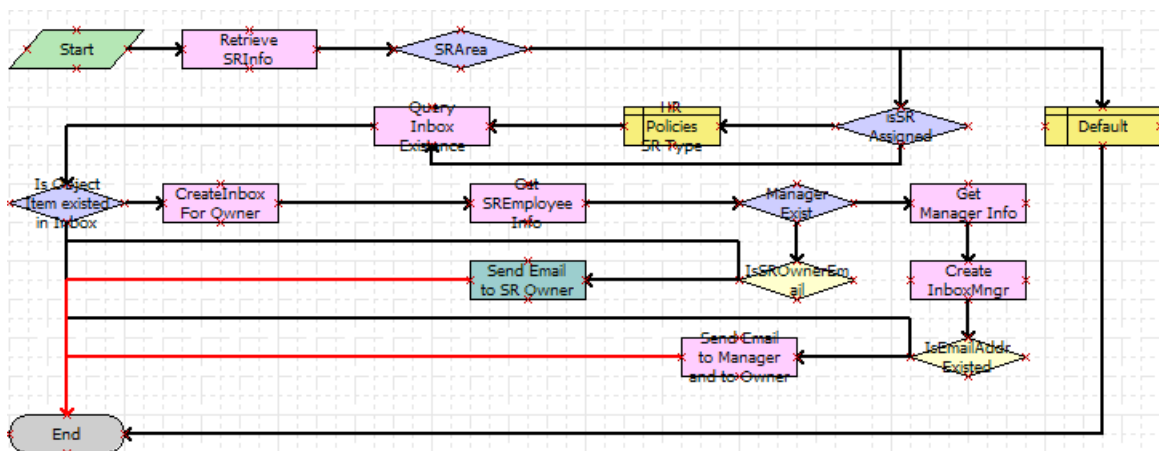 Start
Retrieve
SRInfo
SRArea
Query
Inbox
Existance
HR
Policies
SR Type
isSR
Assigned
Default
Is Object
Item existed
in Inbox
CreateInbox
For Owner
Get
SREmployee
Info
Manager
Exist
Get
Manager Info
Send Email
to SR Owner
IsSROwnerEm
ail
Create
InboxMngr
Send Email
to Manager
and to Owner
IsEmailAddr
Existed
End